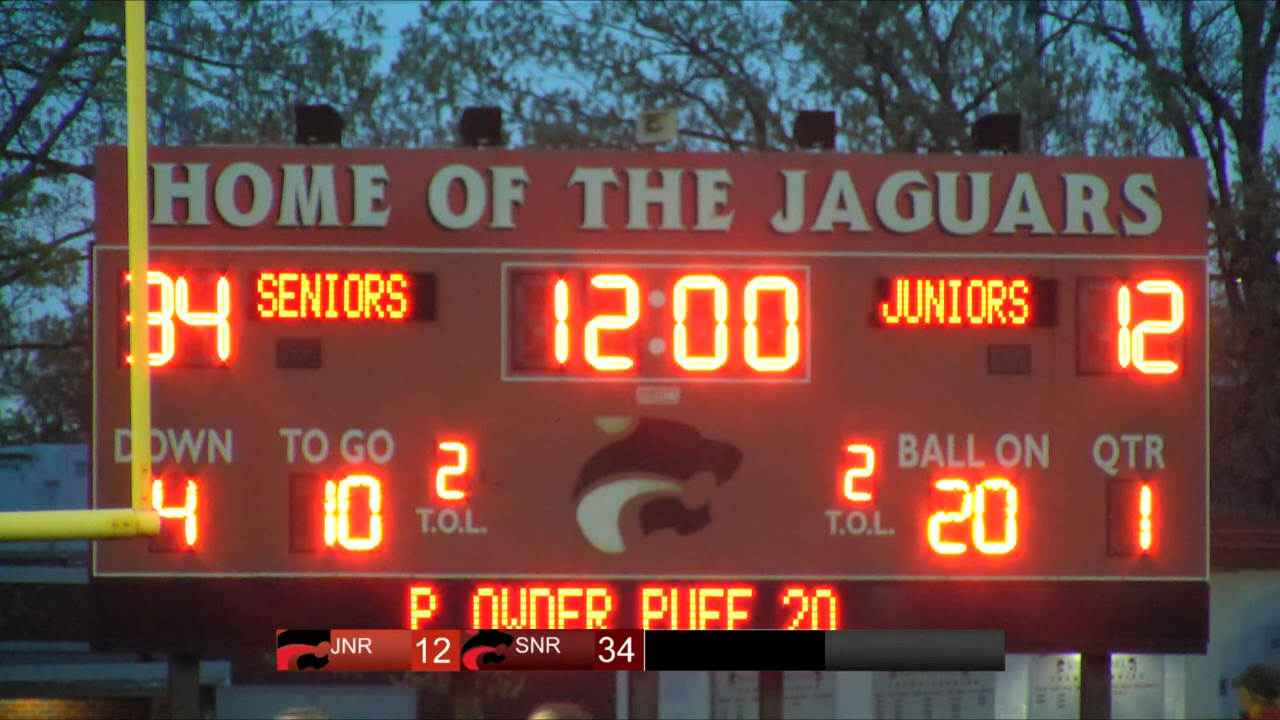 HOME OF THE JAGUARS
34 SENIORS 12:00 JUNIORS 12
DOWN TO GO 2 2 BALL ON QTR
4 10 T.O.L. T.O.L. 20 1
P OWDER PUFF 20
JNR 12 SNR 34